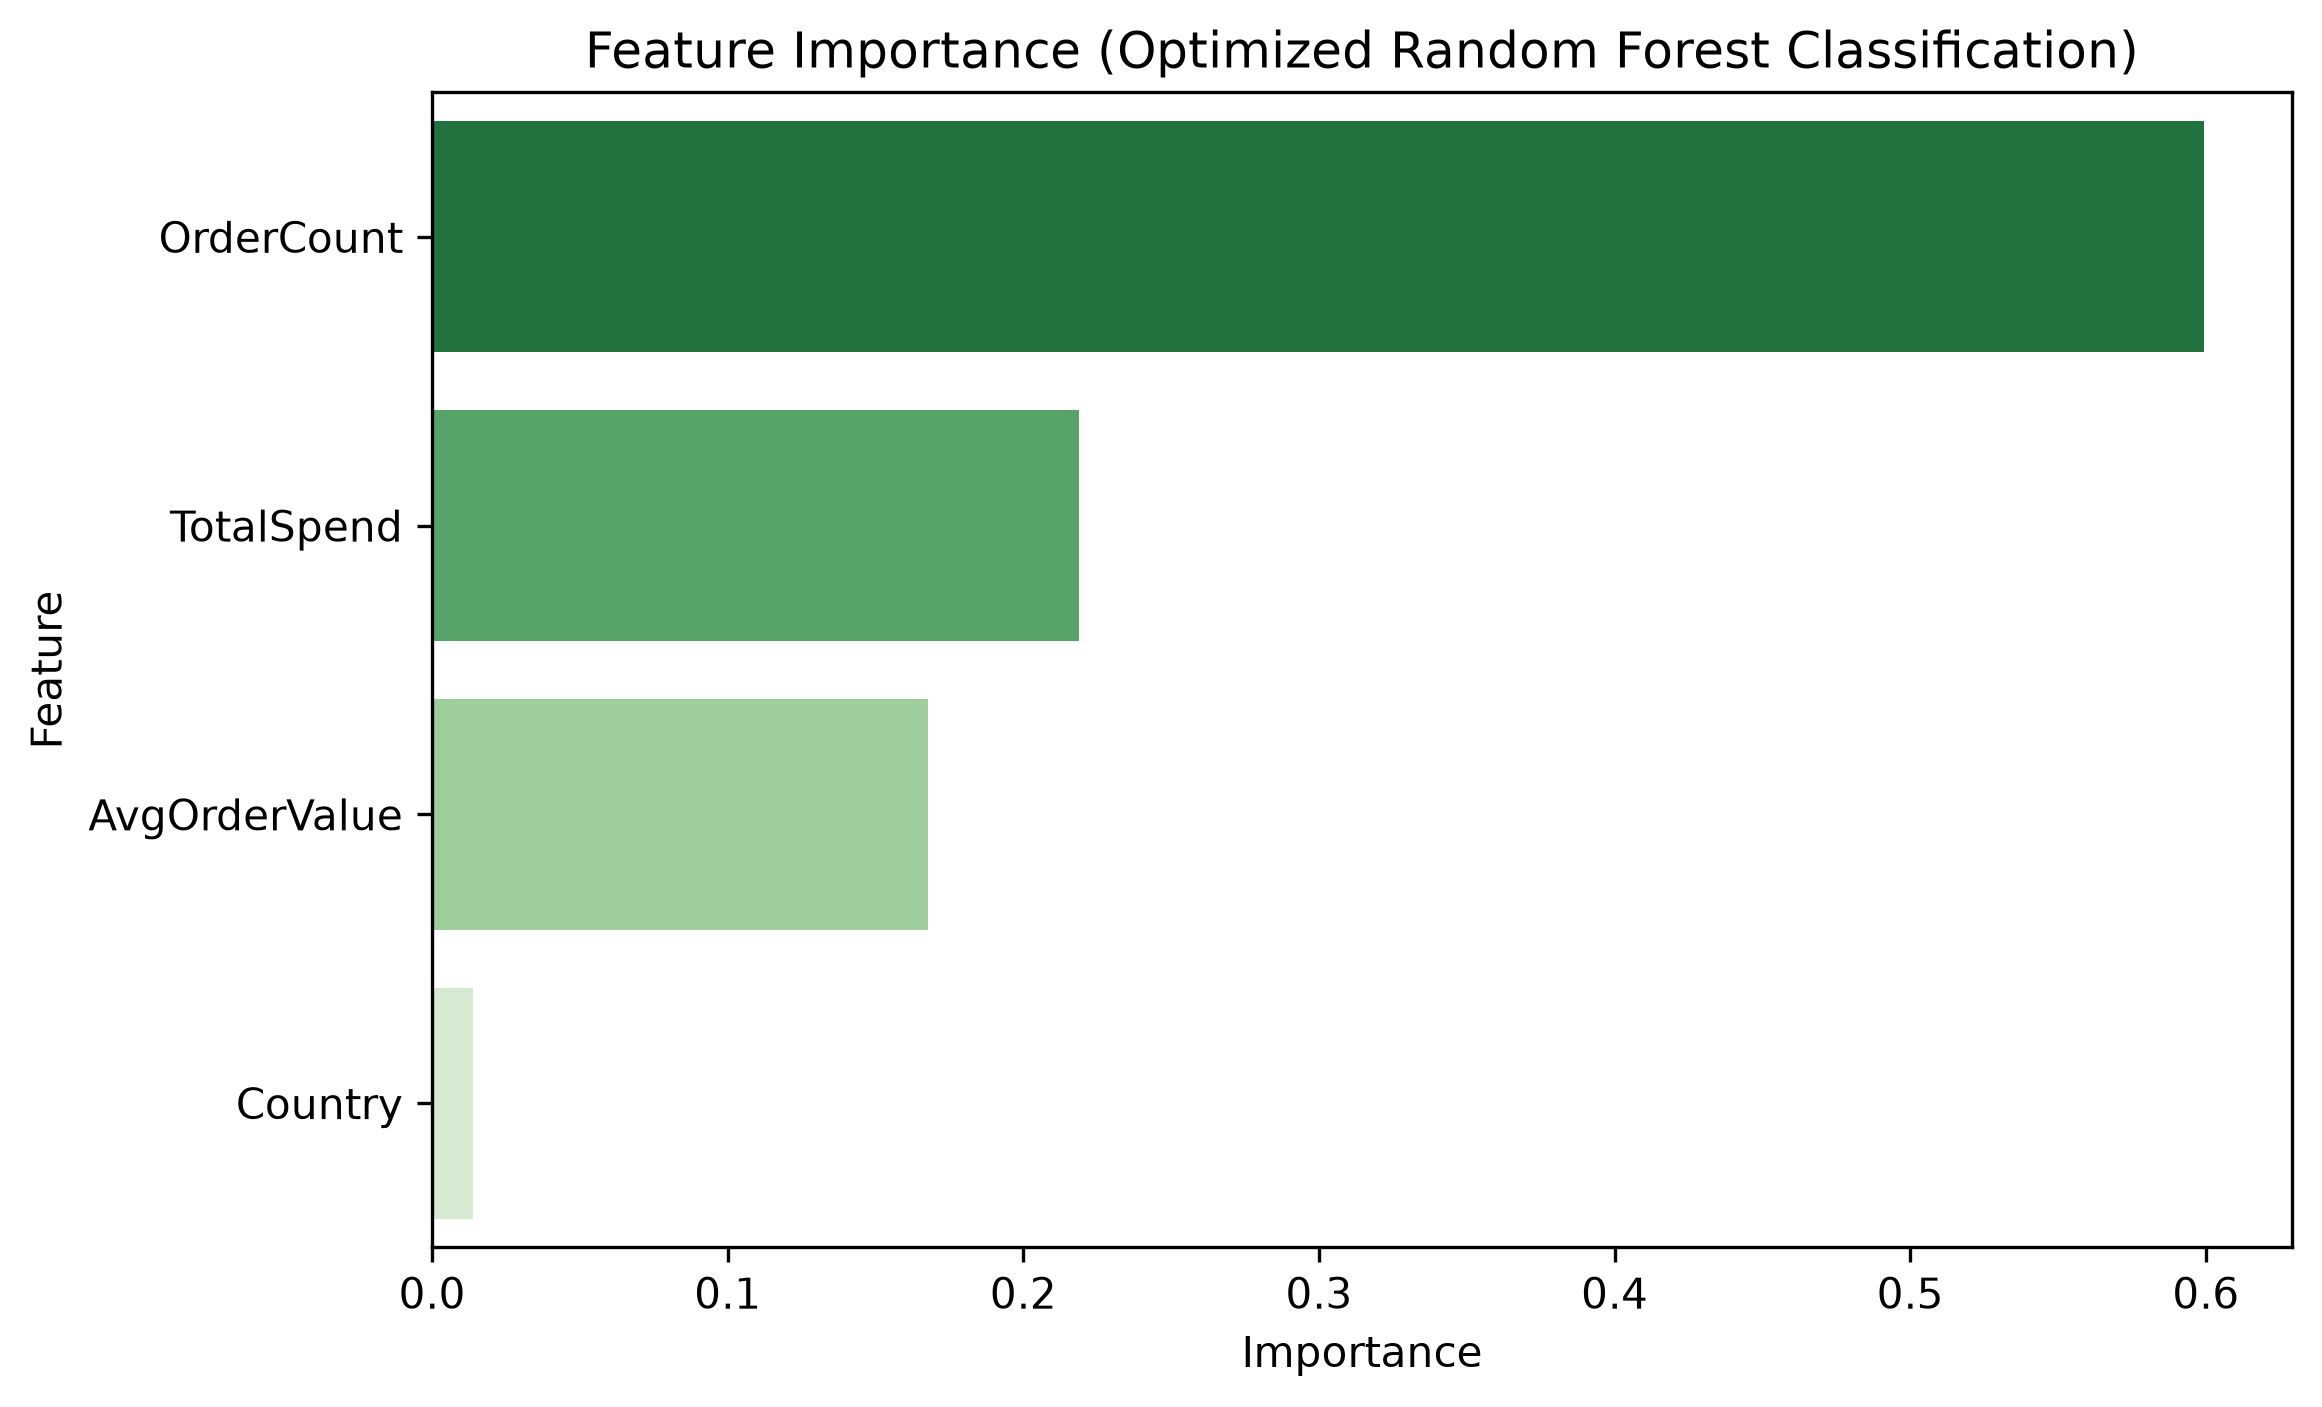 Feature Importance (Optimized Random Forest Classification)
Feature
OrderCount
TotalSpend
AvgOrderValue
Country
0.0 0.1 0.2 0.3 0.4 0.5 0.6
Importance